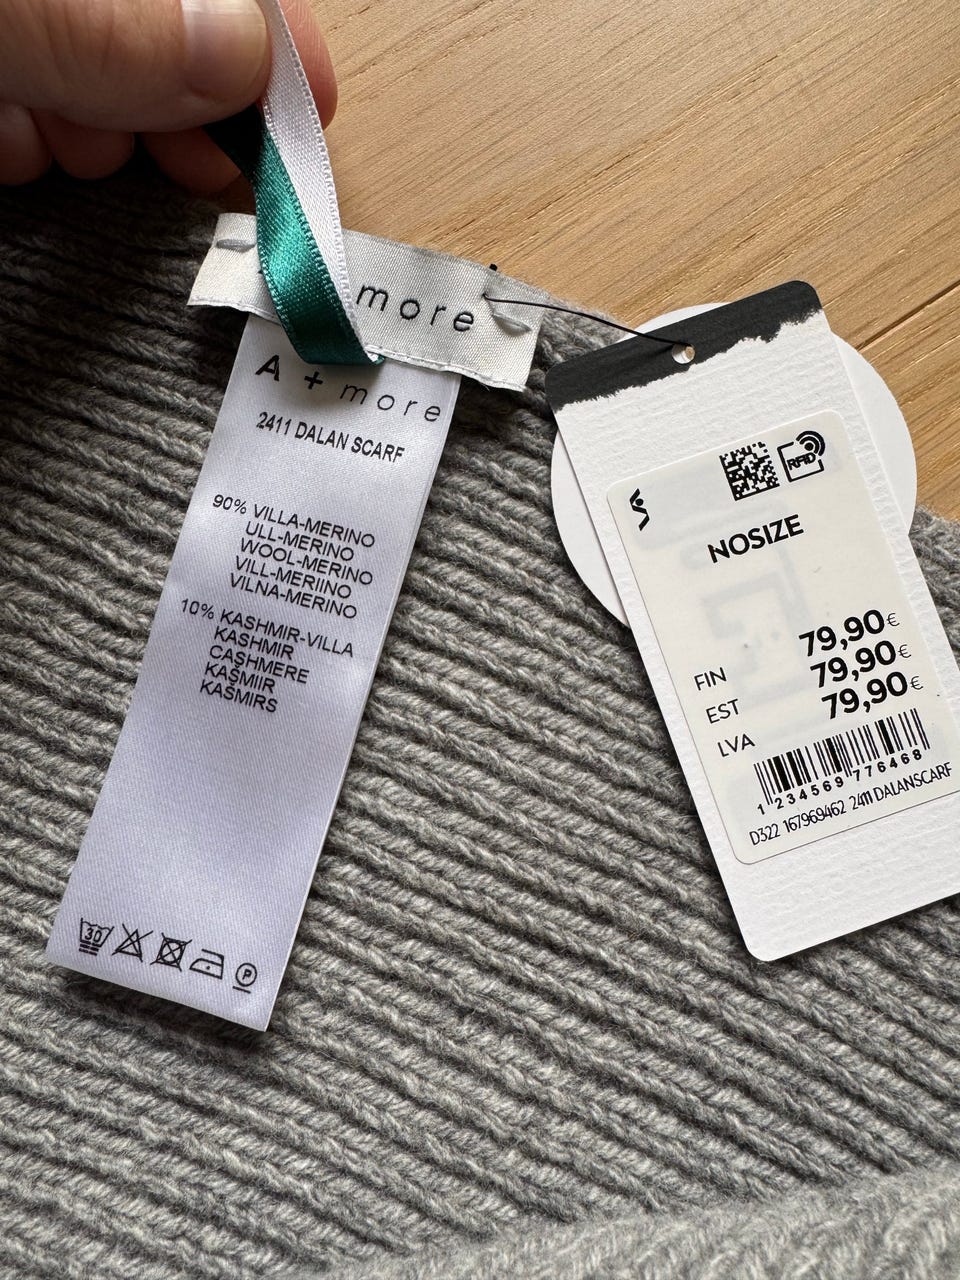 more
A + more
2411 DALAN SCARF
90% VILLA-MERINO
ULL-MERINO
WOOL-MERINO
VILL-MERIINO
VILNA-MERINO
10% KASHMIR-VILLA
KASHMIR
CASHMERE
KAŠMIIR
KAŠMIRS
30
P
RFID
NOSIZE
FIN 79,90€
EST 79,90€
LVA 79,90€
1 234569 776468
D322 167969462 2411 DALANSCARF